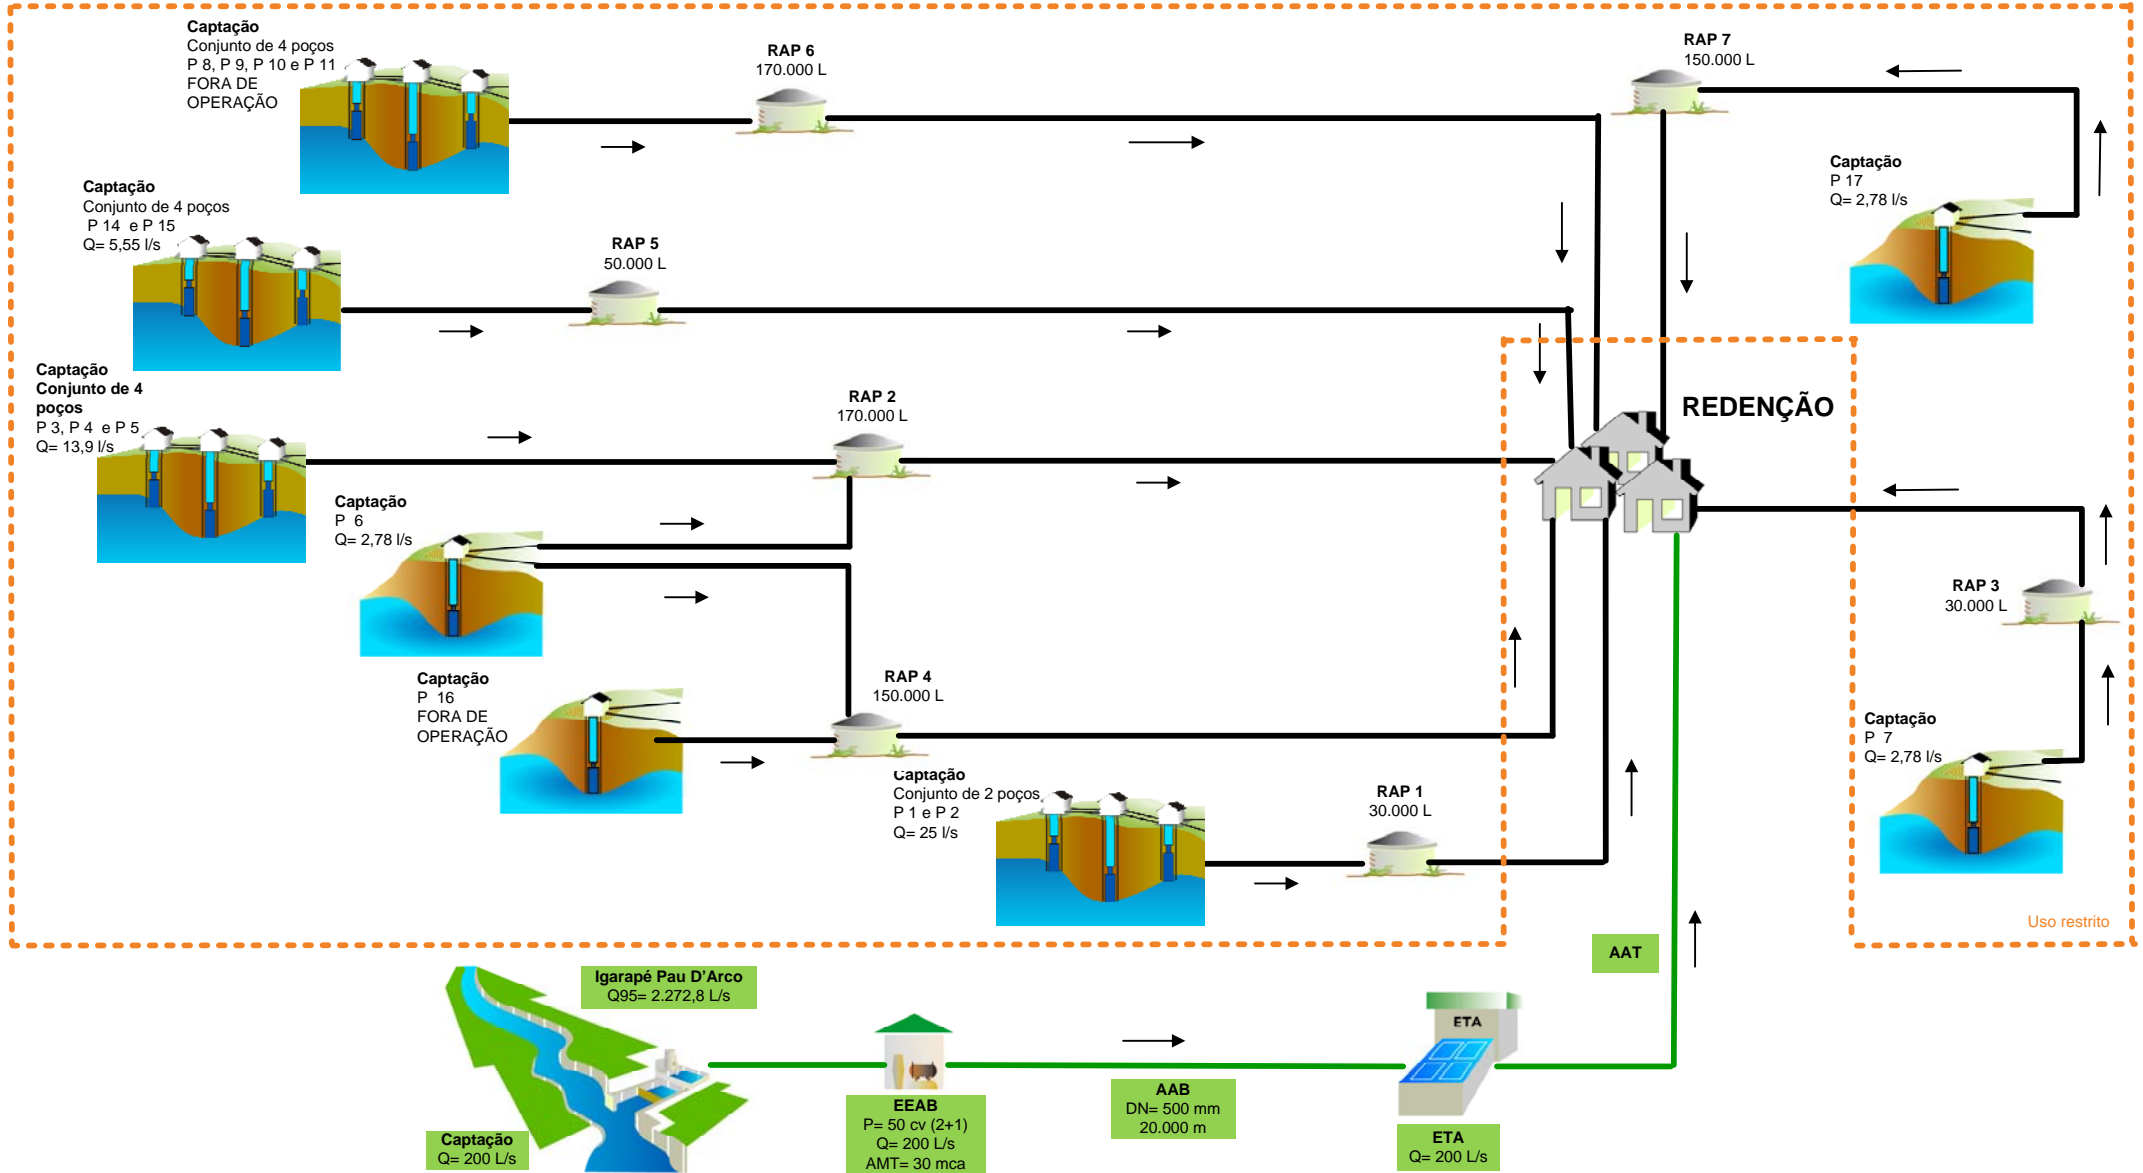 Captação
Conjunto de 4 poços
P 8, P 9, P 10 e P 11
FORA DE
OPERAÇÃO
RAP 6
170.000 L
RAP 7
150.000 L
Captação
P 17
Q= 2,78 l/s
Captação
Conjunto de 4 poços
P 14 e P 15
Q= 5,55 l/s
RAP 5
50.000 L
Captação
Conjunto de 4
poços
P 3, P 4 e P 5
Q= 13,9 l/s
RAP 2
170.000 L
REDENÇÃO
Captação
P 6
Q= 2,78 l/s
RAP 3
30.000 L
Captação
P 16
FORA DE
OPERAÇÃO
RAP 4
150.000 L
Captação
P 7
Q= 2,78 l/s
Captação
Conjunto de 2 poços
P 1 e P 2
Q= 25 l/s
RAP 1
30.000 L
Uso restrito
AAT
Igarapé Pau D'Arco
Q95= 2.272,8 L/s
ETA
Captação
Q= 200 L/s
EEAB
P= 50 cv (2+1)
Q= 200 L/s
AMT= 30 mca
AAB
DN= 500 mm
20.000 m
ETA
Q= 200 L/s